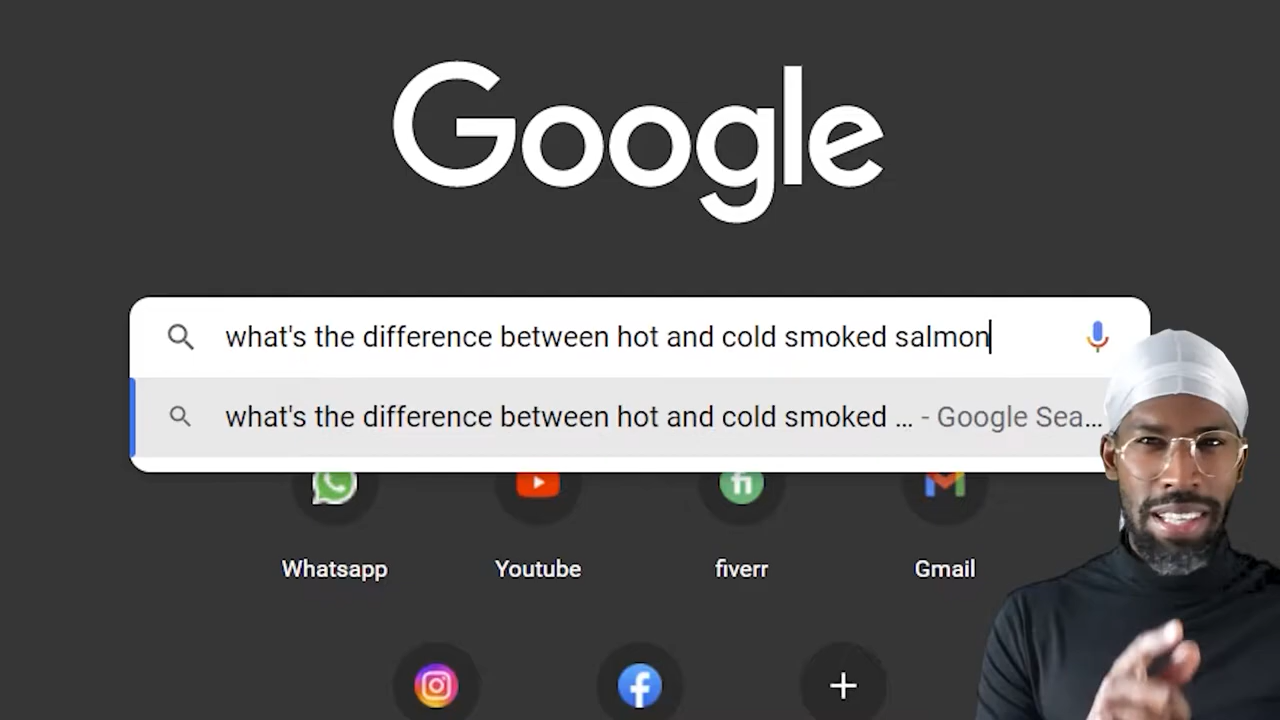 Google
what's the difference between hot and cold smoked salmon
what's the difference between hot and cold smoked ... - Google Sea...
Whatsapp
Youtube
fiverr
Gmail